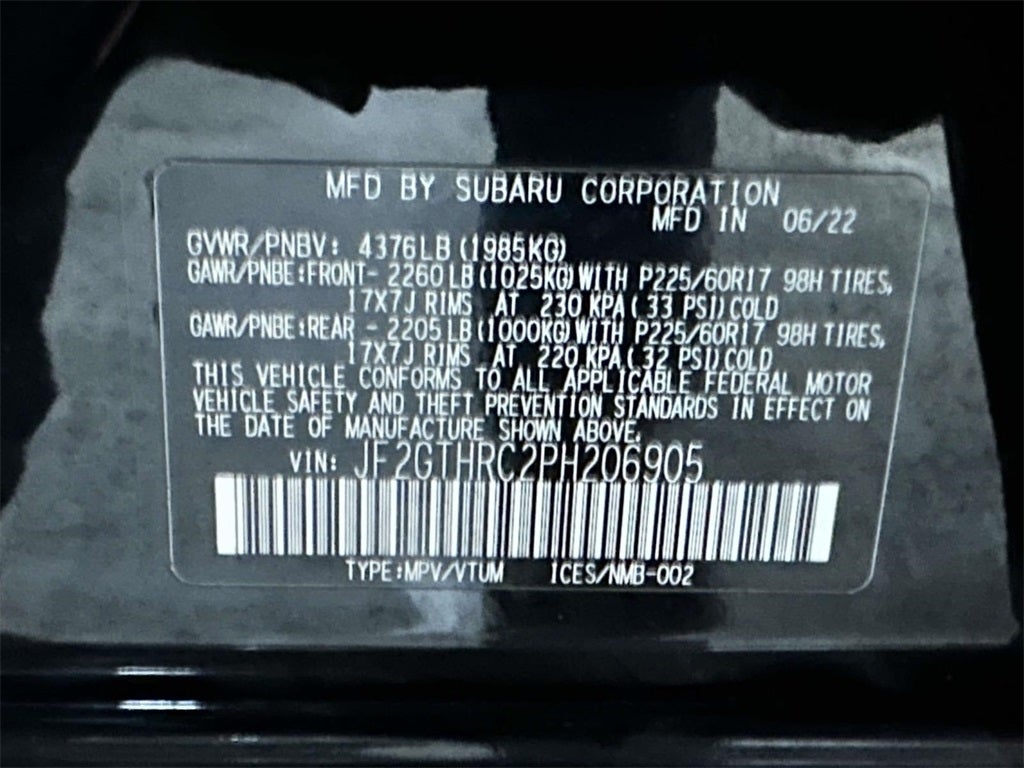 MFD BY SUBARU CORPORATION
MFD IN 06/22
GVWR/PNBV: 4376LB (1985KG)
GAWR/PNBE:FRONT- 2260LB (1025KG) WITH P225/60R17 98H TIRES,
17X7J RIMS AT 230 KPA( 33 PSI) COLD
GAWR/PNBE:REAR - 2205LB (1000KG) WITH P225/60R17 98H TIRES,
17X7J RIMS AT 220 KPA( 32 PSI) COLD
THIS VEHICLE CONFORMS TO ALL APPLICABLE FEDERAL MOTOR
VEHICLE SAFETY AND THEFT PREVENTION STANDARDS IN EFFECT ON
THE DATE OF MANUFACTURE SHOWN ABOVE.
VIN: JF2GTHRC2PH206905
TYPE:MPV/VTUM ICES/NMB-002